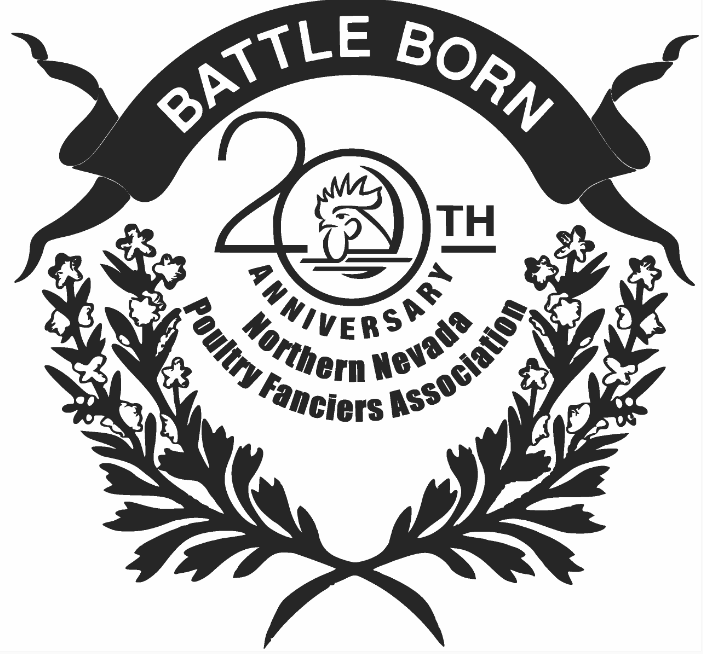 BATTLE BORN
20TH
ANNIVERSARY
Northern Nevada
Poultry Fanciers Association